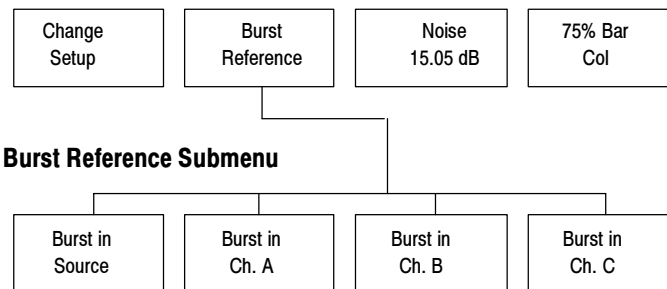 Change
Setup
Burst
Reference
Noise
15.05 dB
75% Bar
Col
Burst Reference Submenu
Burst in
Source
Burst in
Ch. A
Burst in
Ch. B
Burst in
Ch. C